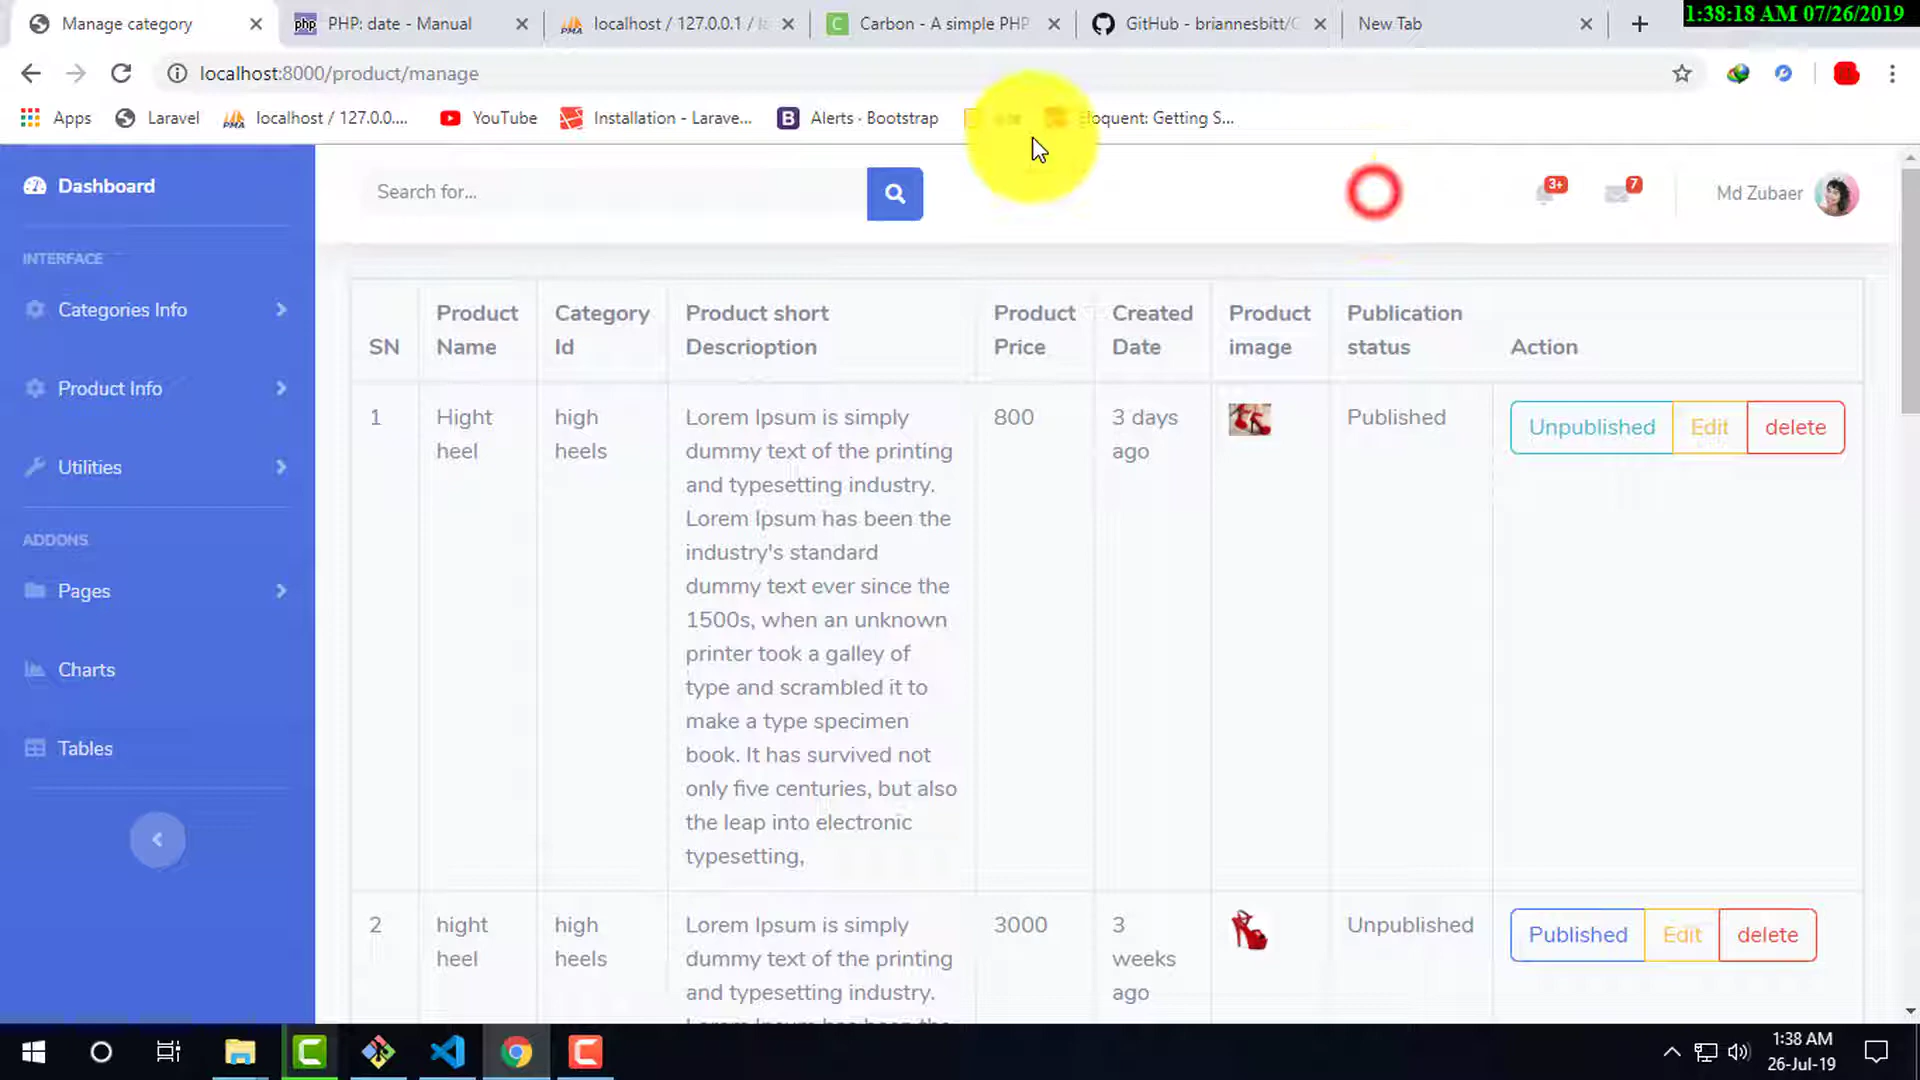 Manage category
PHP: date - Manual
localhost / 127.0.0.1 / la
Carbon - A simple PHP
GitHub - briannesbitt/C
New Tab
1:38:18 AM 07/26/2019
localhost:8000/product/manage
Apps
Laravel
localhost / 127.0.0....
YouTube
Installation - Larave...
Alerts · Bootstrap
Eloquent: Getting S...
Dashboard
Search for...
3+
7
Md Zubaer
INTERFACE
Categories Info
Product Info
Utilities
ADDONS
Pages
Charts
Tables
SN
Product Name
Category Id
Product short Descrioption
Product Price
Created Date
Product image
Publication status
Action
1
Hight heel
high heels
Lorem Ipsum is simply
dummy text of the printing
and typesetting industry.
Lorem Ipsum has been the
industry's standard
dummy text ever since the
1500s, when an unknown
printer took a galley of
type and scrambled it to
make a type specimen
book. It has survived not
only five centuries, but also
the leap into electronic
typesetting,
800
3 days ago
Published
Unpublished
Edit
delete
2
hight heel
high heels
Lorem Ipsum is simply
dummy text of the printing
and typesetting industry.
3000
3 weeks ago
Unpublished
Published
Edit
delete
1:38 AM
26-Jul-19